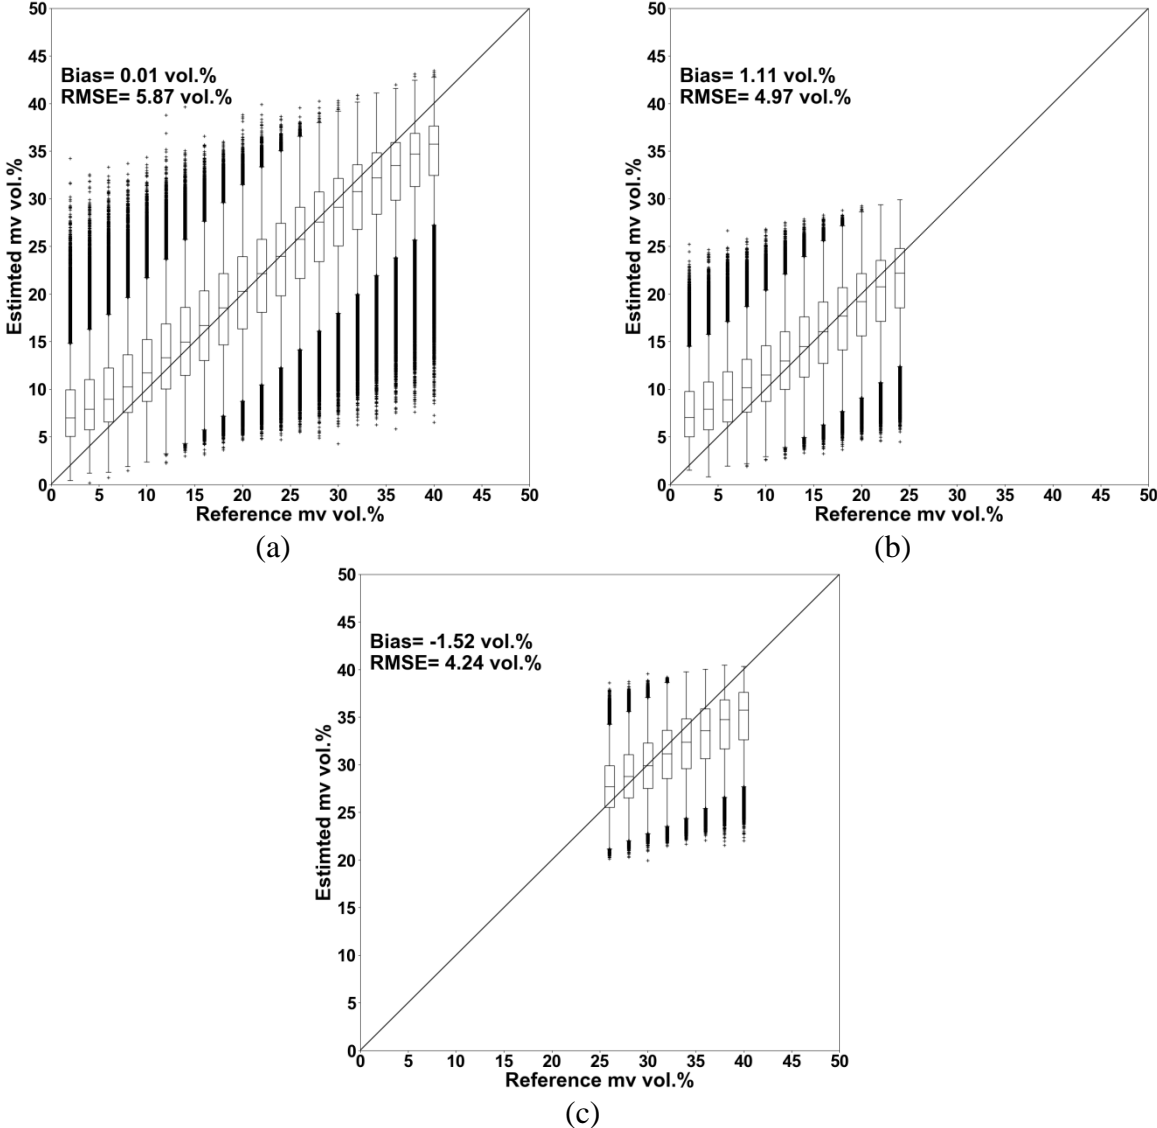 50
45
40
35
30
25
20
15
10
5
0
Estimted mv vol.%
Bias= 0.01 vol.%
RMSE= 5.87 vol.%
0 5 10 15 20 25 30 35 40 45 50
Reference mv vol.%
(a)
50
45
40
35
30
25
20
15
10
5
0
Estimted mv vol.%
Bias= 1.11 vol.%
RMSE= 4.97 vol.%
0 5 10 15 20 25 30 35 40 45 50
Reference mv vol.%
(b)
50
45
40
35
30
25
20
15
10
5
0
Estimted mv vol.%
Bias= -1.52 vol.%
RMSE= 4.24 vol.%
0 5 10 15 20 25 30 35 40 45 50
Reference mv vol.%
(c)